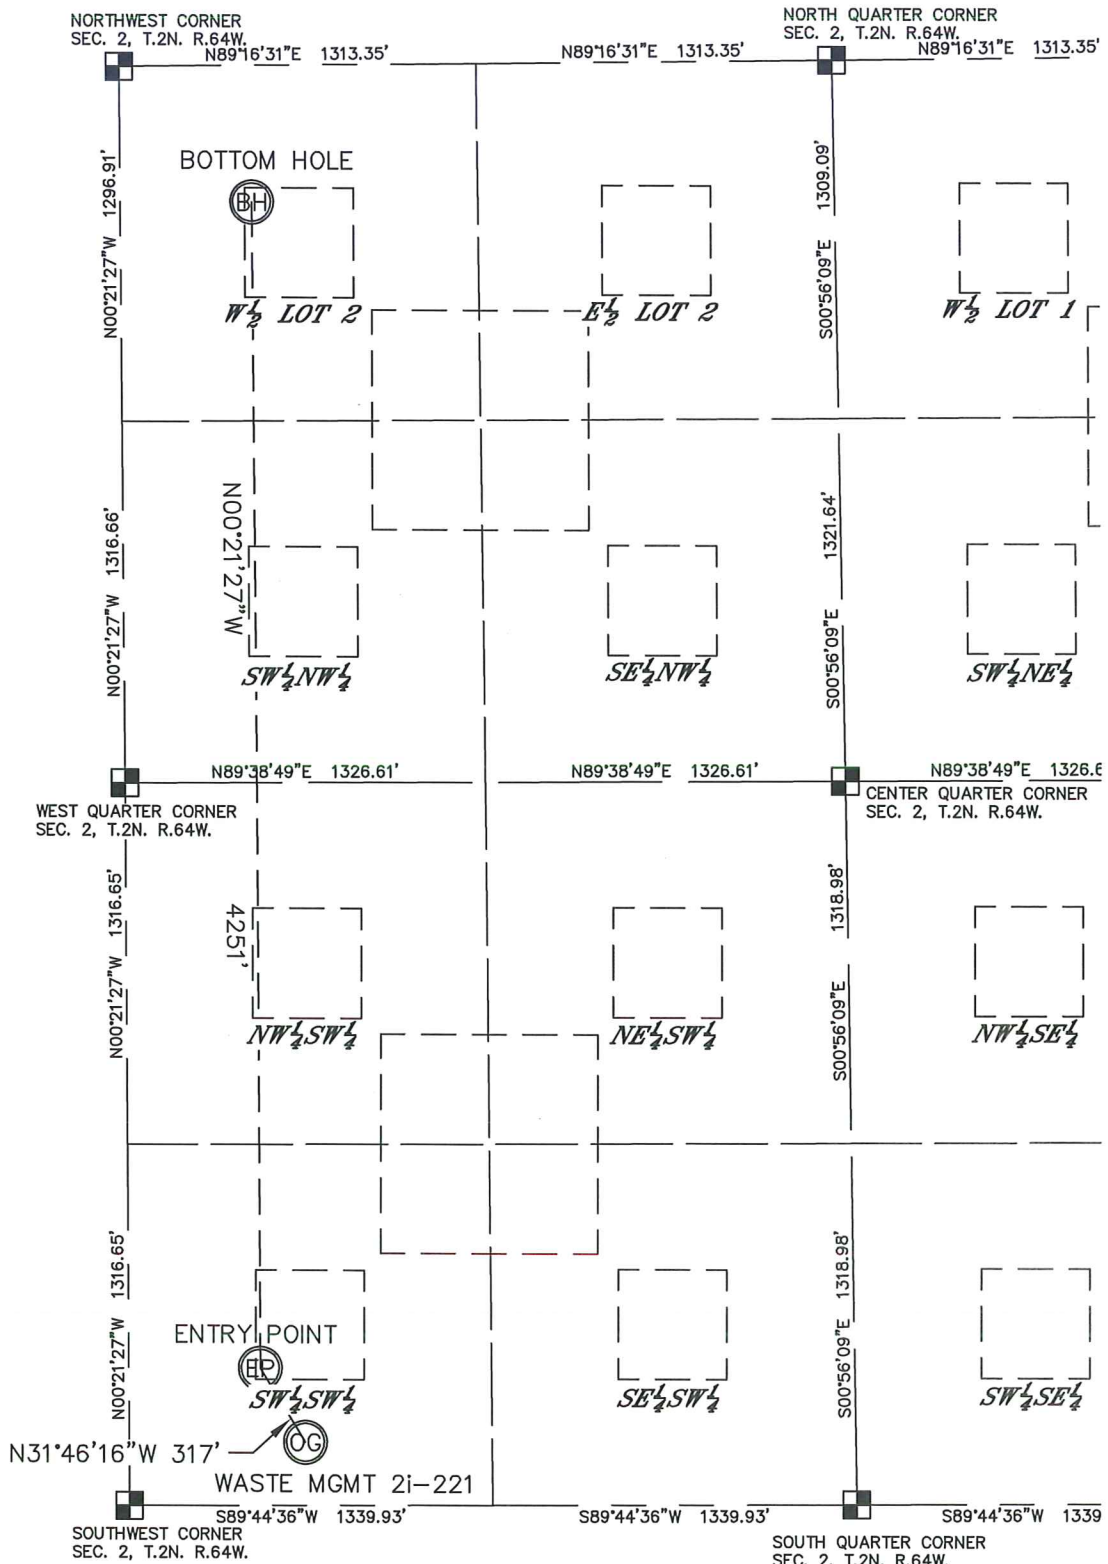 NORTHWEST CORNER
SEC. 2, T.2N. R.64W.
N89°16'31"E 1313.35'
N89°16'31"E 1313.35'
NORTH QUARTER CORNER
SEC. 2, T.2N. R.64W.
N89°16'31"E 1313.35'
N00°21'27"W 1296.91'
BOTTOM HOLE
BH
W½ LOT 2
E½ LOT 2
S00°56'09"E 1309.09'
W½ LOT 1
N00°21'27"W 1316.66'
N00°21'27"W
SW¼NW¼
SE¼NW¼
S00°56'09"E 1321.64'
SW¼NE¼
N89°38'49"E 1326.61'
N89°38'49"E 1326.61'
N89°38'49"E 1326.6
WEST QUARTER CORNER
SEC. 2, T.2N. R.64W.
CENTER QUARTER CORNER
SEC. 2, T.2N. R.64W.
N00°21'27"W 1316.65'
4251'
NW¼SW¼
NE¼SW¼
S00°56'09"E 1318.98'
NW¼SE¼
N00°21'27"W 1316.65'
ENTRY POINT
EP
SW¼SW¼
SE¼SW¼
S00°56'09"E 1318.98'
SW¼SE¼
N31°46'16"W 317'
OG
WASTE MGMT 2i-221
S89°44'36"W 1339.93'
S89°44'36"W 1339.93'
S89°44'36"W 1339
SOUTHWEST CORNER
SEC. 2, T.2N. R.64W.
SOUTH QUARTER CORNER
SEC. 2, T.2N. R.64W.